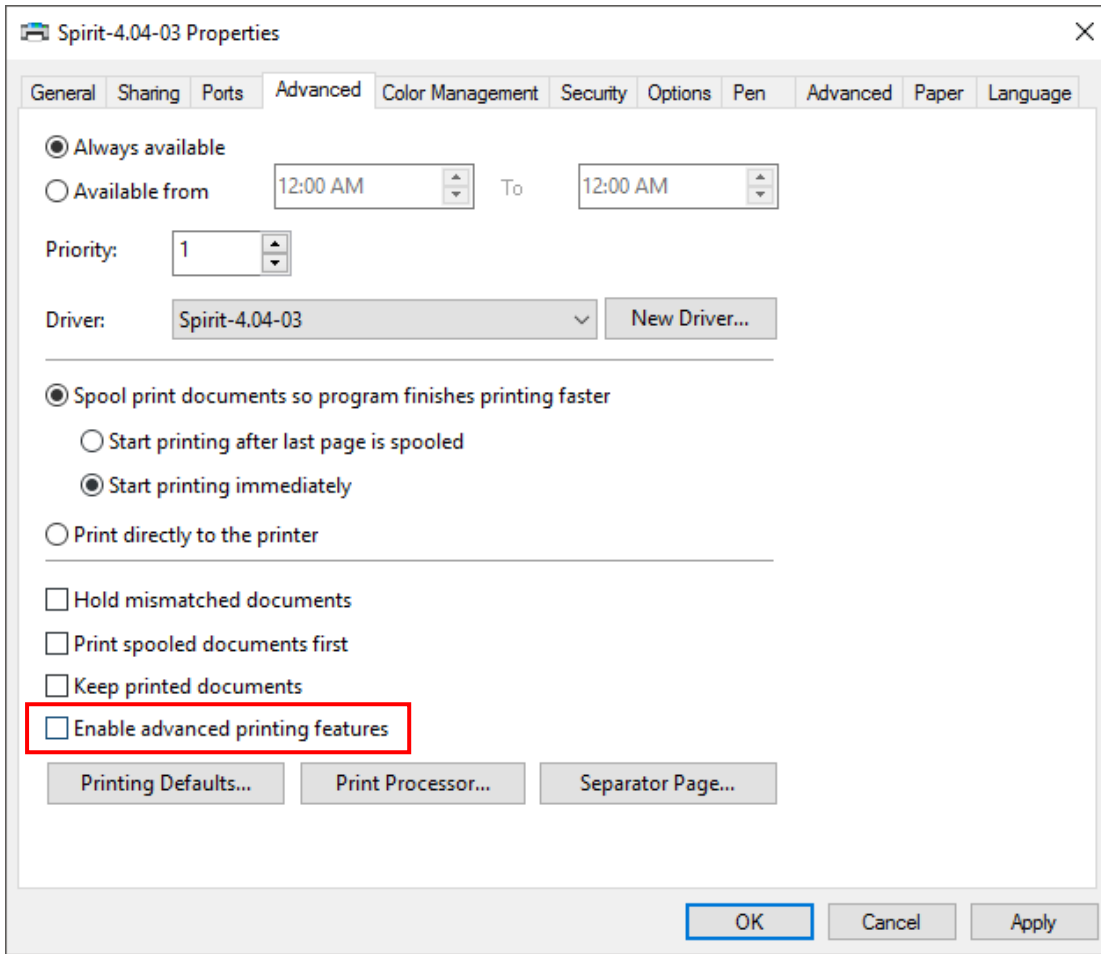 Spirit-4.04-03 Properties
General Sharing Ports Advanced Color Management Security Options Pen Advanced Paper Language
Always available
Available from 12:00 AM To 12:00 AM
Priority: 1
Driver: Spirit-4.04-03 New Driver...
Spool print documents so program finishes printing faster
Start printing after last page is spooled
Start printing immediately
Print directly to the printer
Hold mismatched documents
Print spooled documents first
Keep printed documents
Enable advanced printing features
Printing Defaults... Print Processor... Separator Page...
OK Cancel Apply